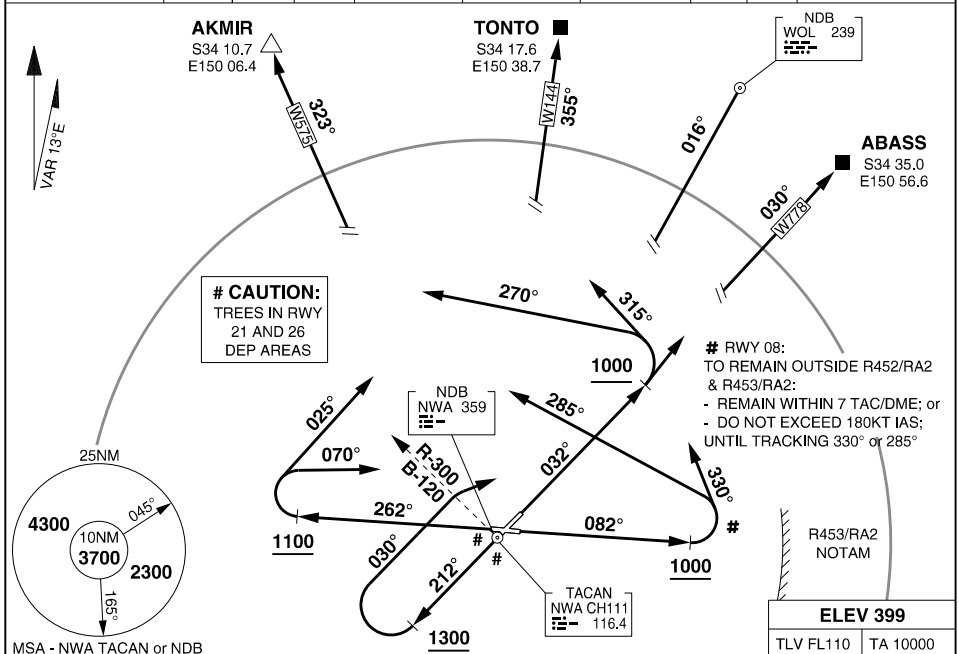 AKMIR
S34 10.7
E150 06.4
TONTO
S34 17.6
E150 38.7
NDB
WOL 239
ABASS
S34 35.0
E150 56.6
VAR 13°E
W575
323°
W144
355°
016°
030°
W778
# CAUTION:
TREES IN RWY
21 AND 26
DEP AREAS
270°
315°
1000
# RWY 08:
TO REMAIN OUTSIDE R452/RA2
& R453/RA2:
- REMAIN WITHIN 7 TAC/DME; or
- DO NOT EXCEED 180KT IAS;
UNTIL TRACKING 330° or 285°
NDB
NWA 359
285°
025°
070°
R-300
B-120
032°
330°
#
262°
1100
082°
1000
#
#
030°
212°
1300
TACAN
NWA CH111
116.4
R453/RA2
NOTAM
25NM
4300
10NM
3700
2300
045°
165°
MSA - NWA TACAN or NDB
ELEV 399
TLV FL110
TA 10000